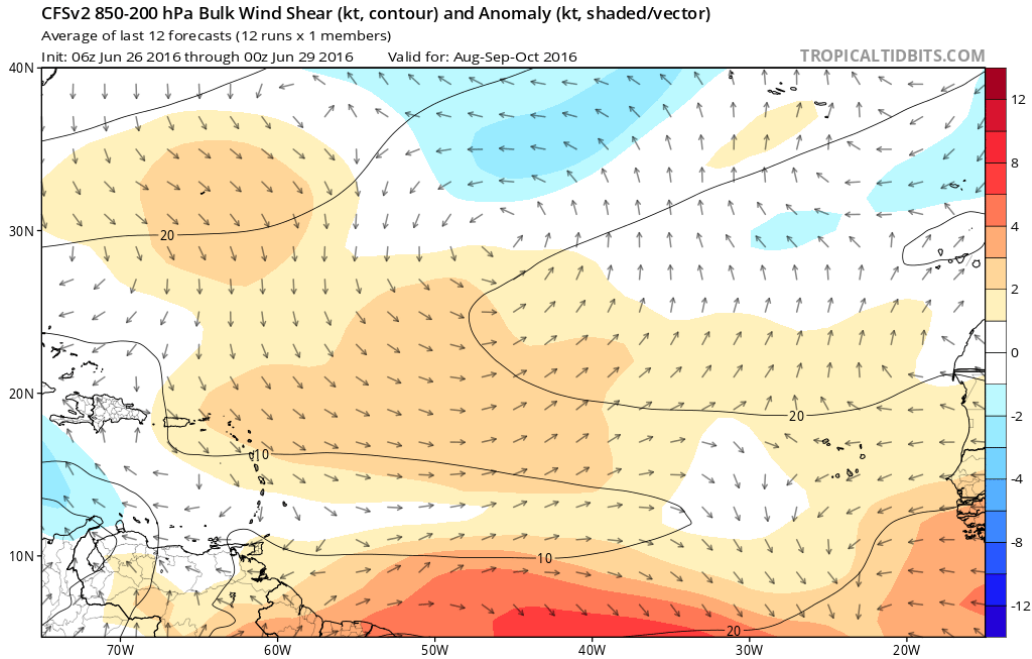 CFSv2 850-200 hPa Bulk Wind Shear (kt, contour) and Anomaly (kt, shaded/vector)
Average of last 12 forecasts (12 runs x 1 members)
Init: 06z Jun 26 2016 through 00z Jun 29 2016 Valid for: Aug-Sep-Oct 2016 TROPICALTIDBITS.COM
40N
12
8
30N 20
4
2
0
20N 20
-2
10
-4
10N 10
-8
20
-12
70W 60W 50W 40W 30W 20W